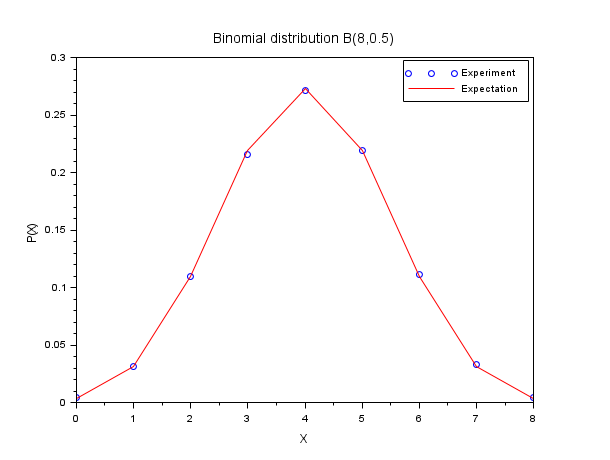 Binomial distribution B(8,0.5)
0.3
Experiment
Expectation
0.25
0.2
0.15
P(X)
0.1
0.05
0
0 1 2 3 4 5 6 7 8
X